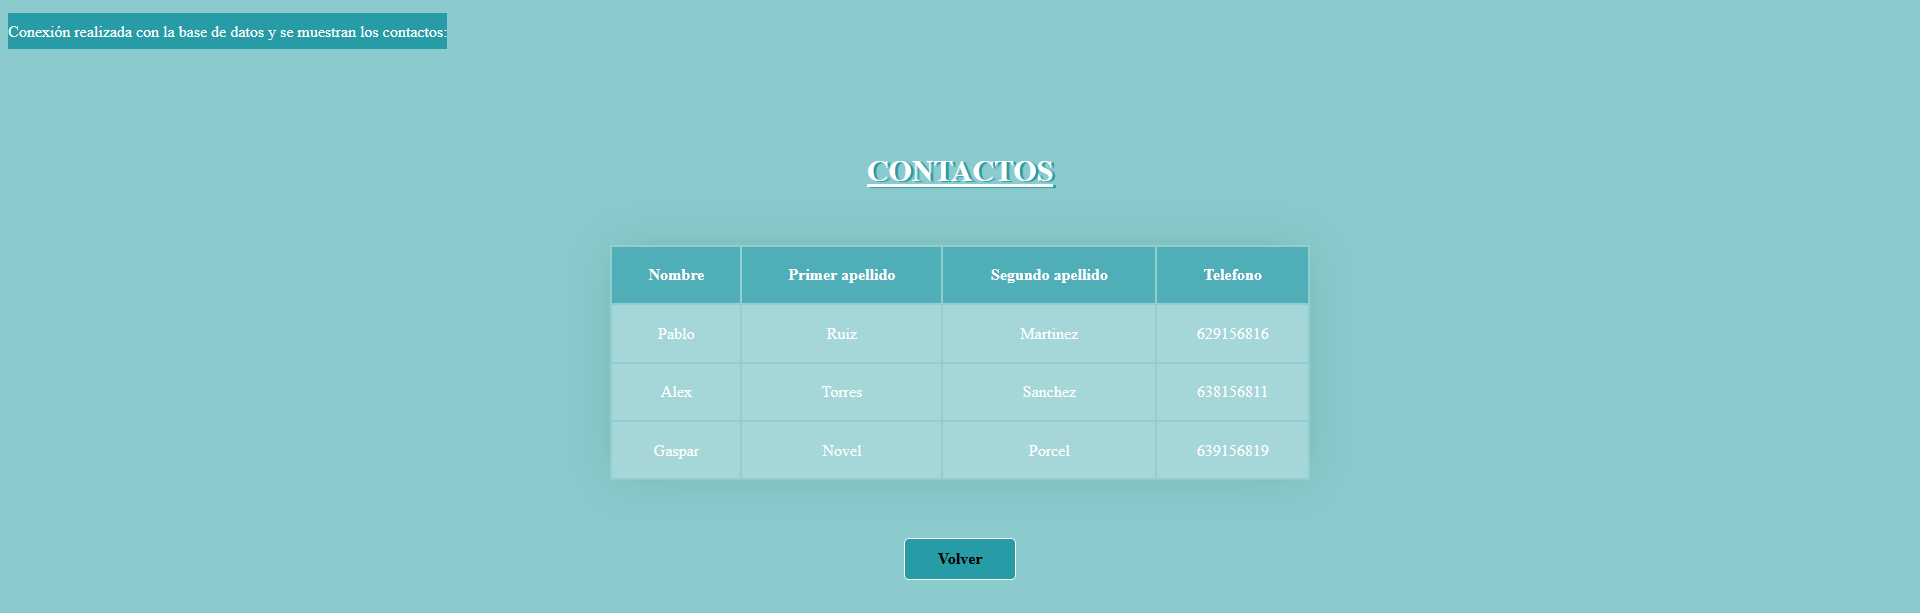 Conexión realizada con la base de datos y se muestran los contactos:
CONTACTOS
Nombre Primer apellido Segundo apellido Telefono
Pablo Ruiz Martinez 629156816
Alex Torres Sanchez 638156811
Gaspar Novel Porcel 639156819
Volver